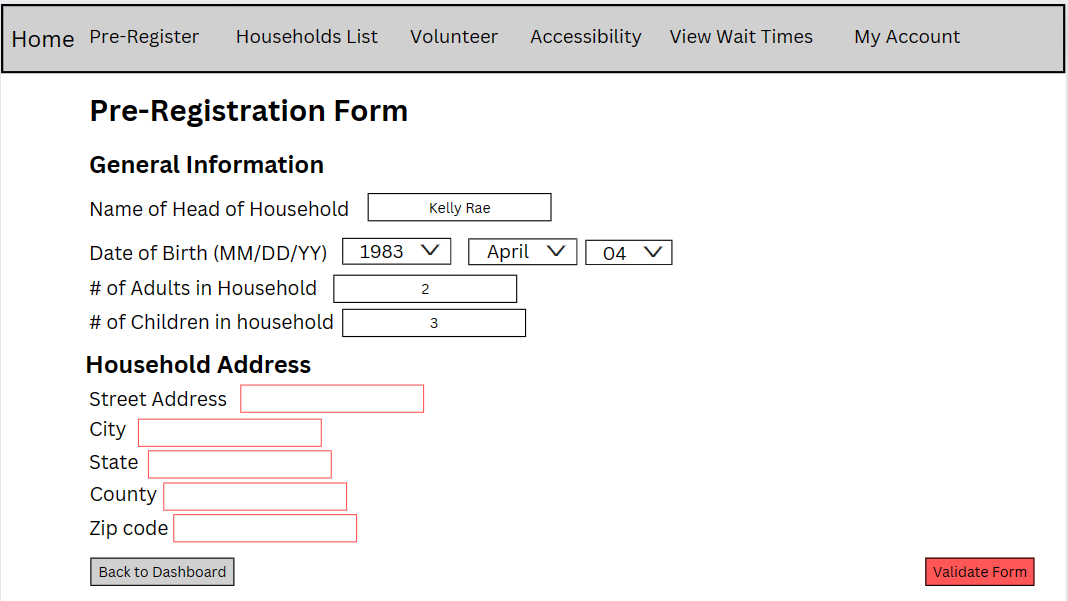 Home Pre-Register Households List Volunteer Accessibility View Wait Times My Account
Pre-Registration Form
General Information
Name of Head of Household Kelly Rae
Date of Birth (MM/DD/YY) 1983 April 04
# of Adults in Household 2
# of Children in household 3
Household Address
Street Address
City
State
County
Zip code
Back to Dashboard Validate Form